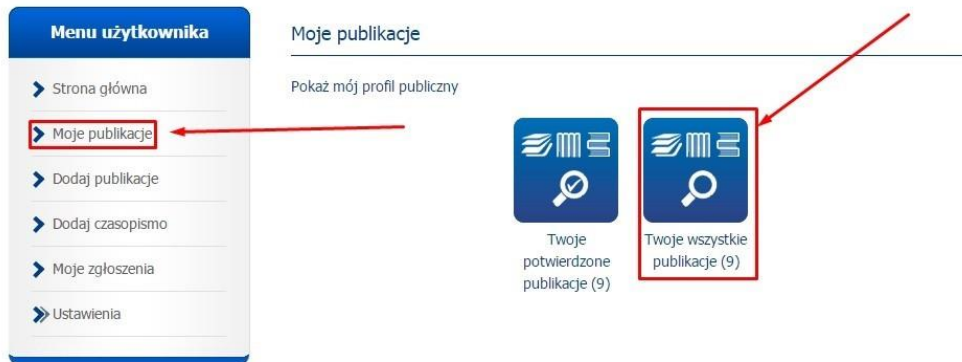 Menu użytkownika
Strona główna
Moje publikacje
Dodaj publikacje
Dodaj czasopismo
Moje zgłoszenia
Ustawienia
Moje publikacje
Pokaż mój profil publiczny
Twoje
potwierdzone
publikacje (9)
Twoje wszystkie
publikacje (9)